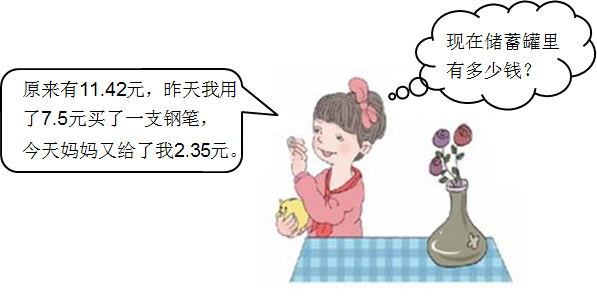 原来有11.42元，昨天我用
了7.5元买了一支钢笔，
今天妈妈又给了我2.35元。
现在储蓄罐里
有多少钱？